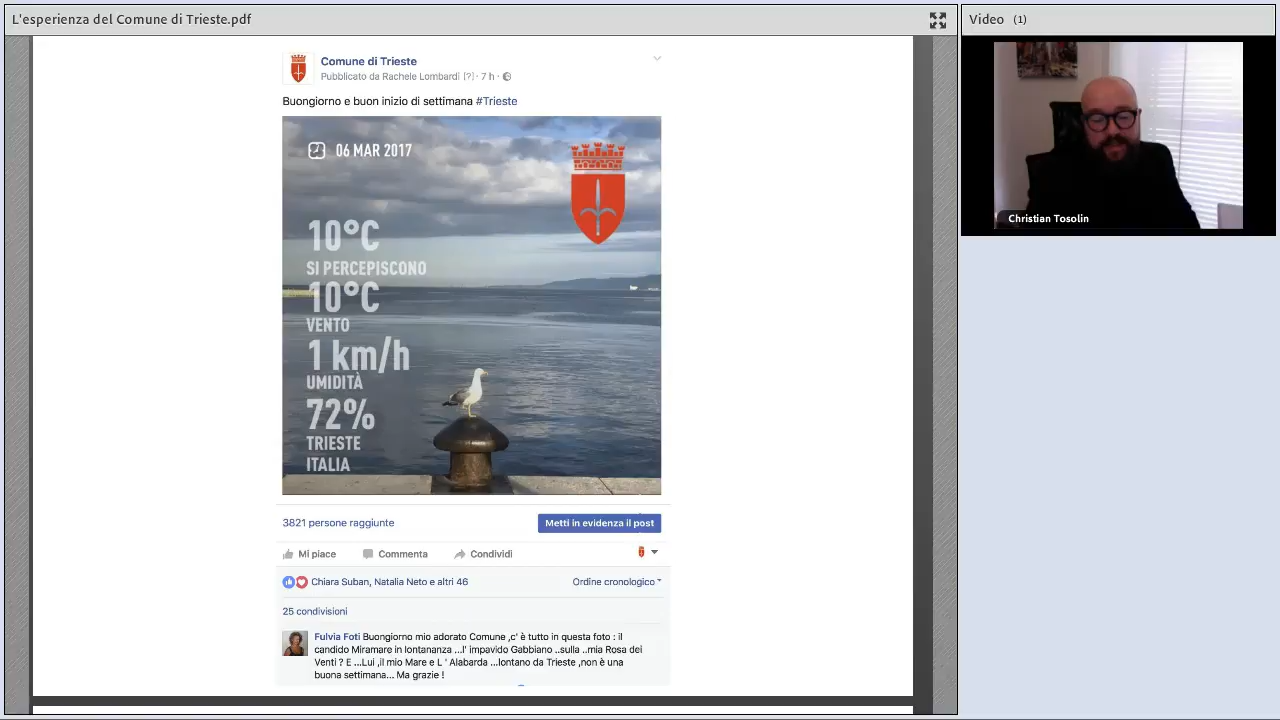 L'esperienza del Comune di Trieste.pdf
Video (1)
Christian Tosolin
Comune di Trieste
Pubblicato da Rachele Lombardi [?] · 7 h ·
Buongiorno e buon inizio di settimana #Trieste
06 MAR 2017
10°C
SI PERCEPISCONO
10°C
VENTO
1 km/h
UMIDITÀ
72%
TRIESTE
ITALIA
3821 persone raggiunte
Metti in evidenza il post
Mi piace Commenta Condividi
Chiara Suban, Natalia Neto e altri 46 Ordine cronologico
25 condivisioni
Fulvia Foti Buongiorno mio adorato Comune ,c' è tutto in questa foto : il
candido Miramare in lontananza ...l' impavido Gabbiano ..sulla ..mia Rosa dei
Venti ? E ...Lui ,il mio Mare e L ' Alabarda ...lontano da Trieste ,non è una
buona settimana... Ma grazie !